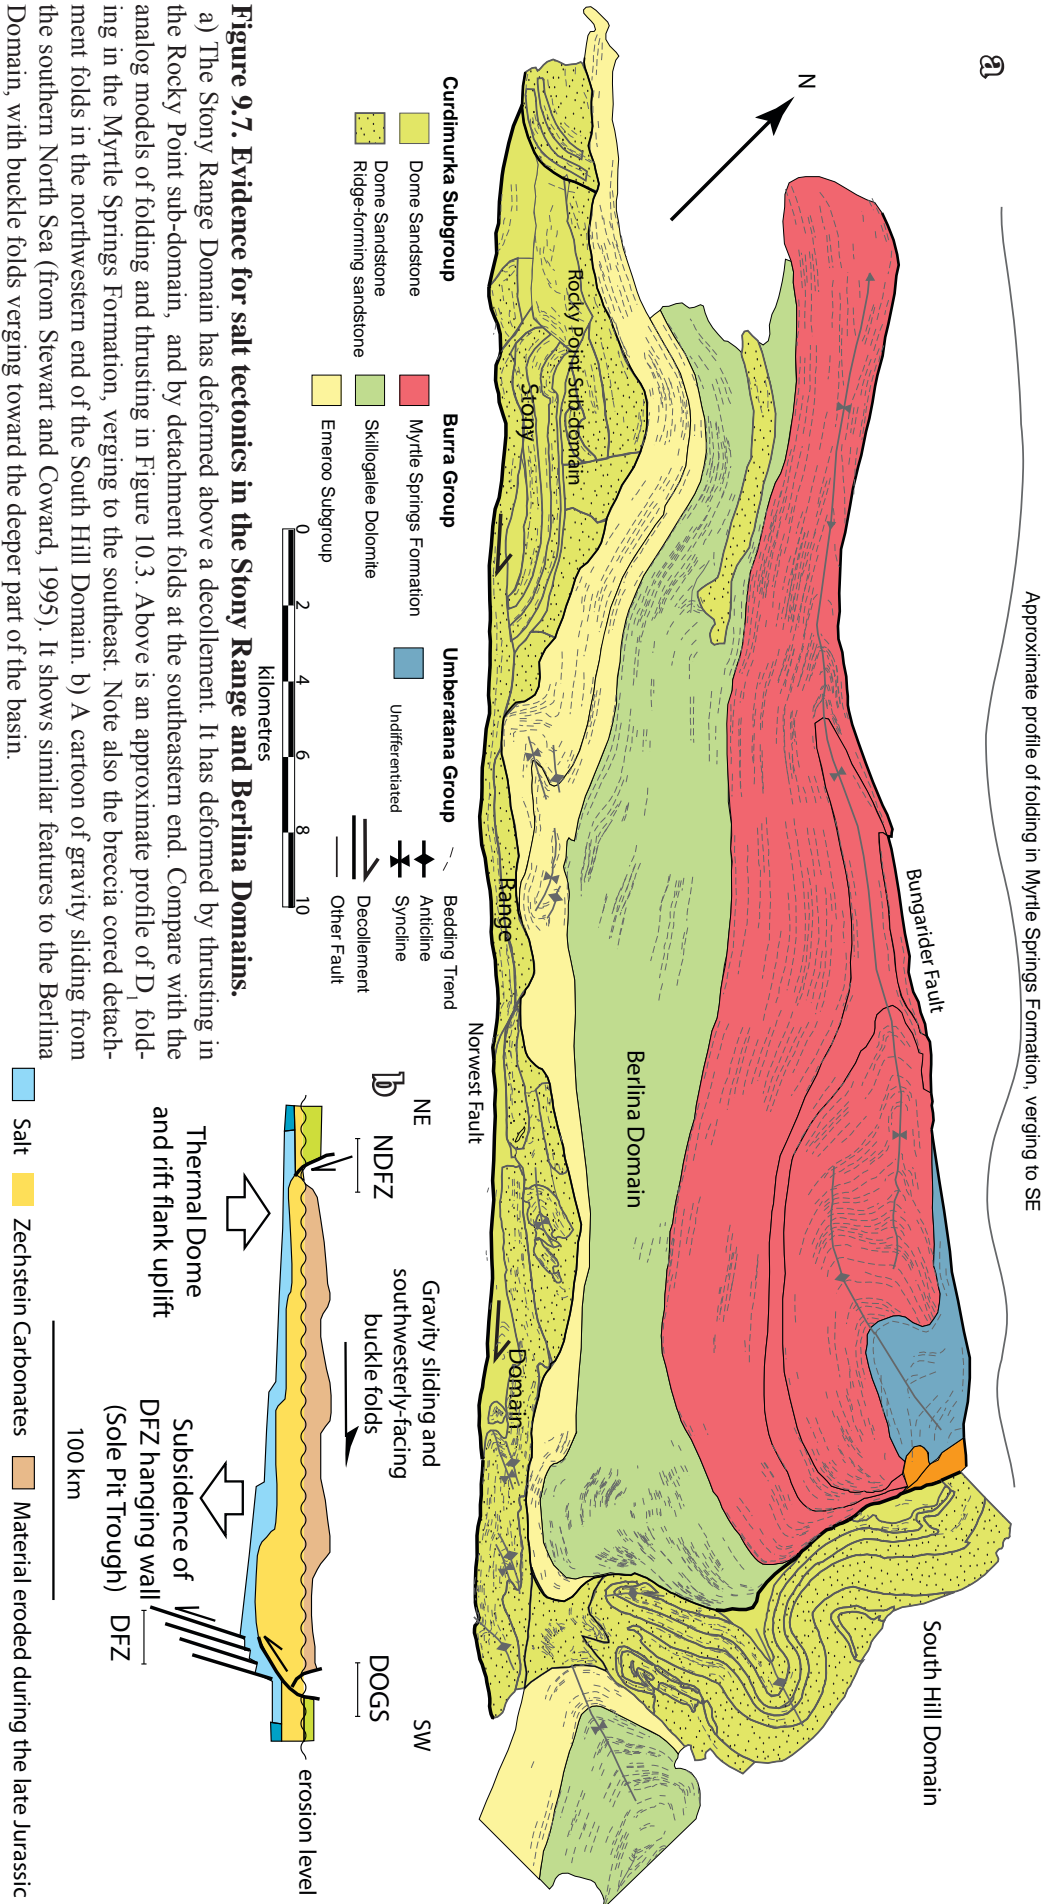 a
Approximate profile of folding in Myrtle Springs Formation, verging to SE
N
Bungarider Fault
South Hill Domain
Rocky Point Sub-domain
Berlina Domain
Stony
Range
Domain
Norwest Fault
Curdimurka Subgroup
Dome Sandstone
Dome Sandstone
Ridge-forming sandstone
Burra Group
Myrtle Springs Formation
Skillogalee Dolomite
Emeroo Subgroup
Umberatana Group
Undifferentiated
Bedding Trend
Anticline
Syncline
Decollement
Other Fault
0 2 4 6 8 10
kilometres
b
NE
SW
NDFZ
Gravity sliding and
southwesterly-facing
buckle folds
DOGS
erosion level
Thermal Dome
and rift flank uplift
Subsidence of
DFZ hanging wall
(Sole Pit Trough)
DFZ
100 km
Salt
Zechstein Carbonates
Material eroded during the late Jurassic
Figure 9.7. Evidence for salt tectonics in the Stony Range and Berlina Domains.
a) The Stony Range Domain has deformed above a decollement. It has deformed by thrusting in
the Rocky Point sub-domain, and by detachment folds at the southeastern end. Compare with the
analog models of folding and thrusting in Figure 10.3. Above is an approximate profile of D1 fold-
ing in the Myrtle Springs Formation, verging to the southeast. Note also the breccia cored detach-
ment folds in the northwestern end of the South Hill Domain. b) A cartoon of gravity sliding from
the southern North Sea (from Stewart and Coward, 1995). It shows similar features to the Berlina
Domain, with buckle folds verging toward the deeper part of the basin.